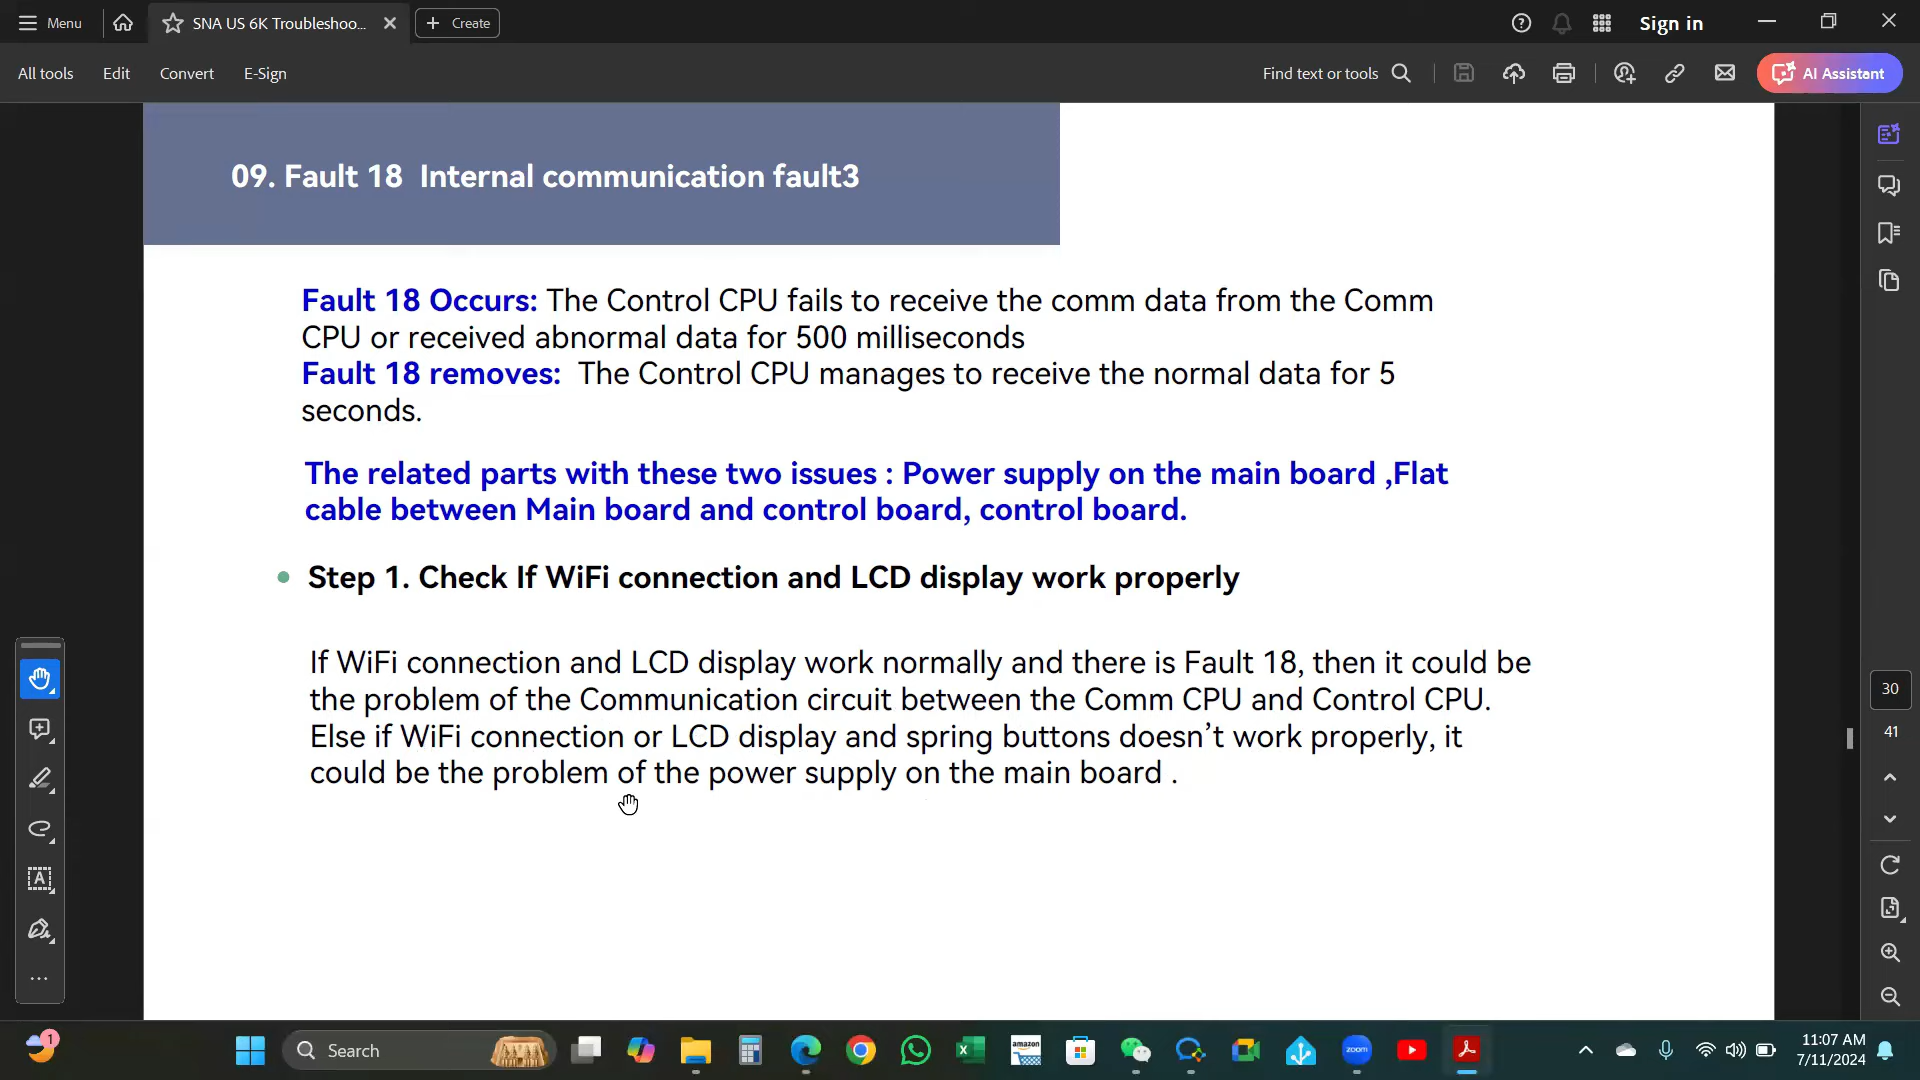 Menu
SNA US 6K Troubleshoo...
Create
Sign in
All tools
Edit
Convert
E-Sign
Find text or tools
AI Assistant
09. Fault 18 Internal communication fault3
Fault 18 Occurs: The Control CPU fails to receive the comm data from the Comm
CPU or received abnormal data for 500 milliseconds
Fault 18 removes: The Control CPU manages to receive the normal data for 5
seconds.
The related parts with these two issues : Power supply on the main board ,Flat
cable between Main board and control board, control board.
Step 1. Check If WiFi connection and LCD display work properly
If WiFi connection and LCD display work normally and there is Fault 18, then it could be
the problem of the Communication circuit between the Comm CPU and Control CPU.
Else if WiFi connection or LCD display and spring buttons doesn’t work properly, it
could be the problem of the power supply on the main board .
30
41
1
Search
amazon
zoom
11:07 AM
7/11/2024